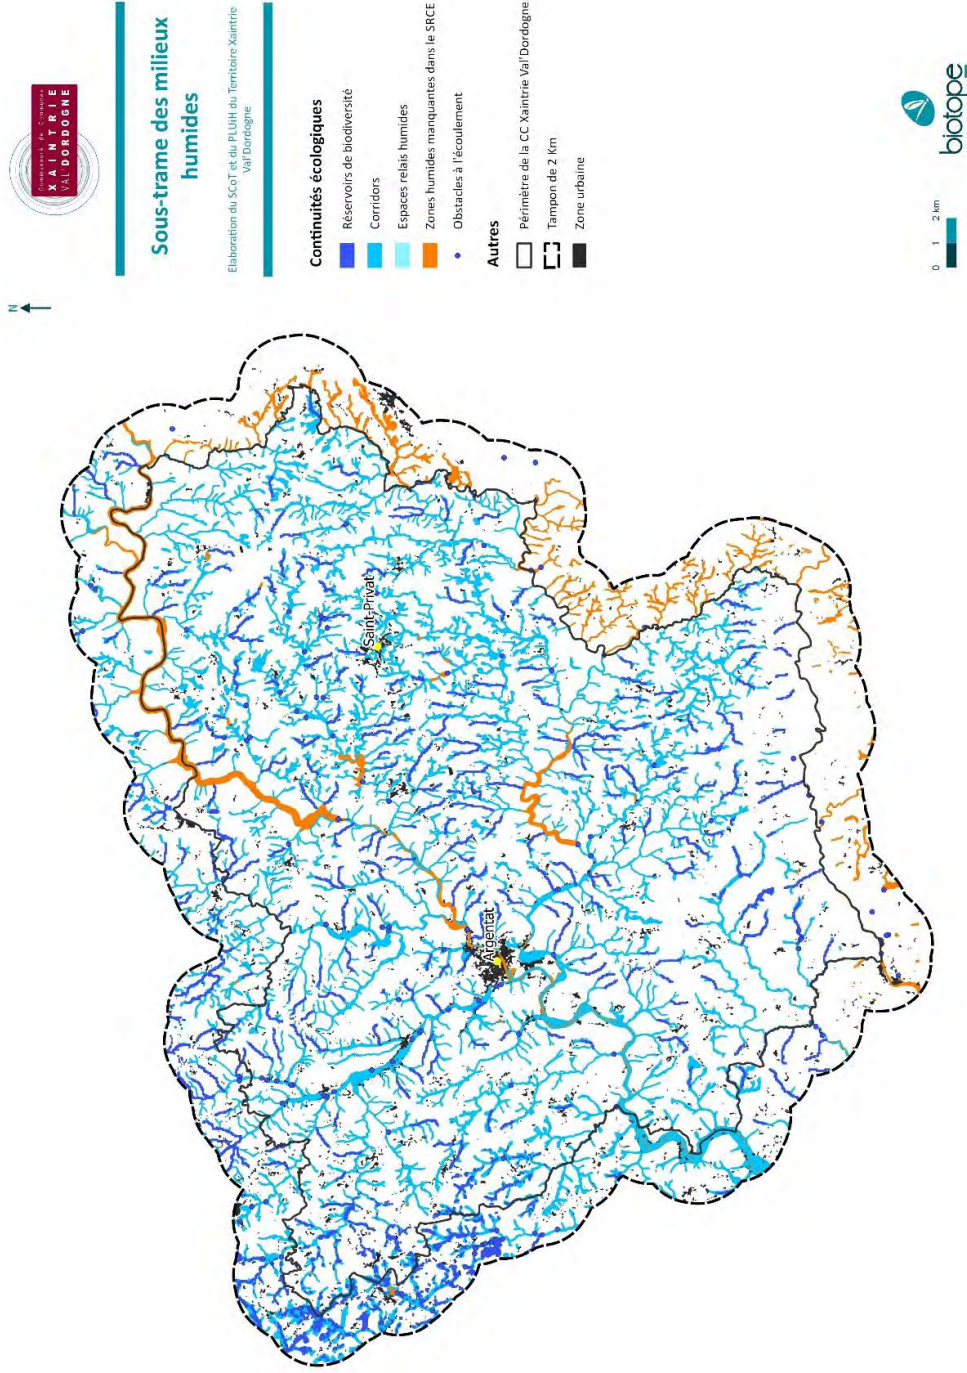 Communauté de Communes
XAINTRIE
VAL'DORDOGNE
Sous-trame des milieux
humides
Elaboration du SCoT et du PLUiH du Territoire Xaintrie
Val'Dordogne
Continuités écologiques
Réservoirs de biodiversité
Corridors
Espaces relais humides
Zones humides manquantes dans le SRCE
Obstacles à l'écoulement
Autres
Périmètre de la CC Xaintrie Val'Dordogne
Tampon de 2 Km
Zone urbaine
0 1 2 km
biotope
N
Saint-Privat
Argentat